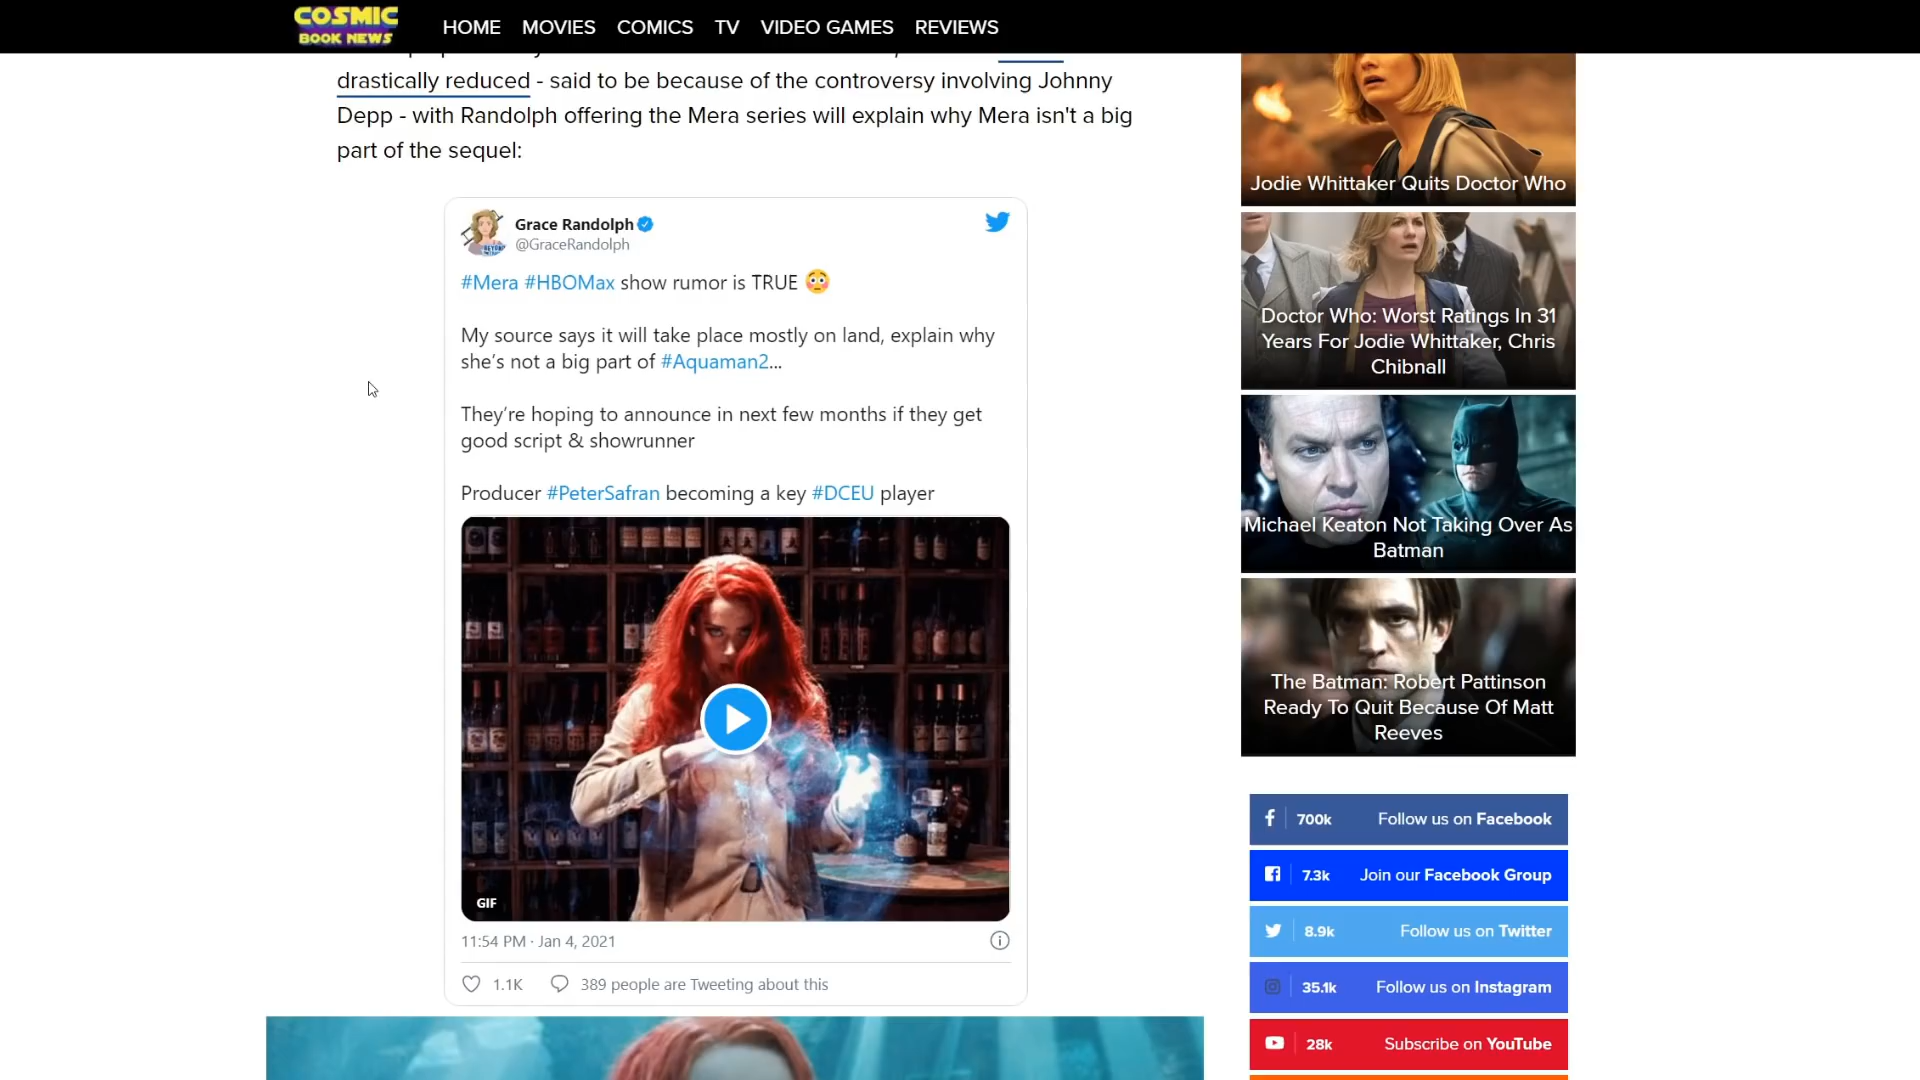 COSMIC
BOOK NEWS
HOME MOVIES COMICS TV VIDEO GAMES REVIEWS
drastically reduced - said to be because of the controversy involving Johnny
Depp - with Randolph offering the Mera series will explain why Mera isn't a big
part of the sequel:
Grace Randolph
@GraceRandolph
#Mera #HBOMax show rumor is TRUE 😳
My source says it will take place mostly on land, explain why
she’s not a big part of #Aquaman2...
They’re hoping to announce in next few months if they get
good script & showrunner
Producer #PeterSafran becoming a key #DCEU player
GIF
11:54 PM · Jan 4, 2021
1.1K 389 people are Tweeting about this
Jodie Whittaker Quits Doctor Who
Doctor Who: Worst Ratings In 31
Years For Jodie Whittaker, Chris
Chibnall
Michael Keaton Not Taking Over As
Batman
The Batman: Robert Pattinson
Ready To Quit Because Of Matt
Reeves
700k Follow us on Facebook
7.3k Join our Facebook Group
8.9k Follow us on Twitter
35.1k Follow us on Instagram
28k Subscribe on YouTube